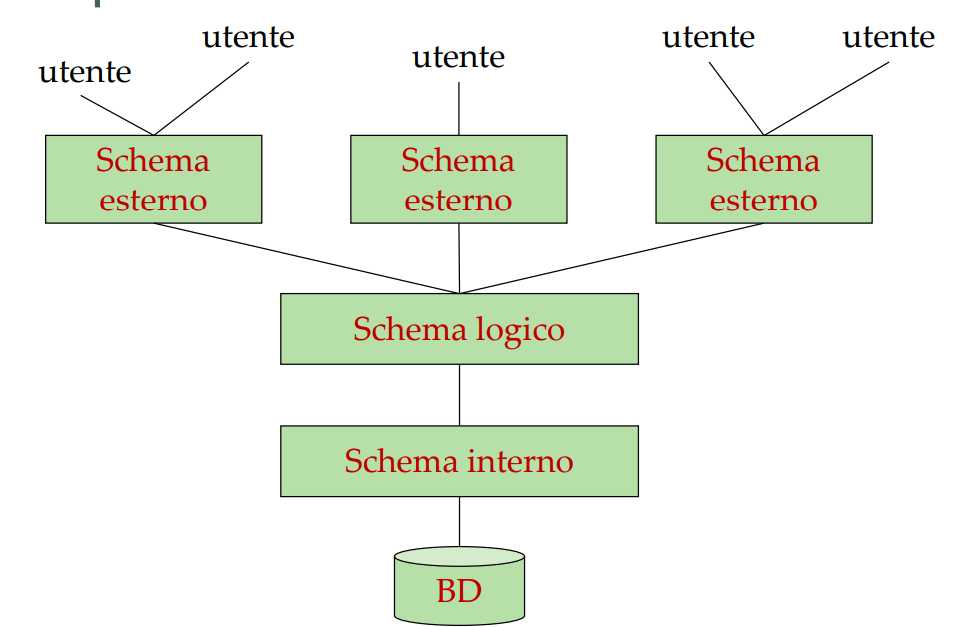 utente
utente
utente
utente
utente
Schema
esterno
Schema
esterno
Schema
esterno
Schema logico
Schema interno
BD